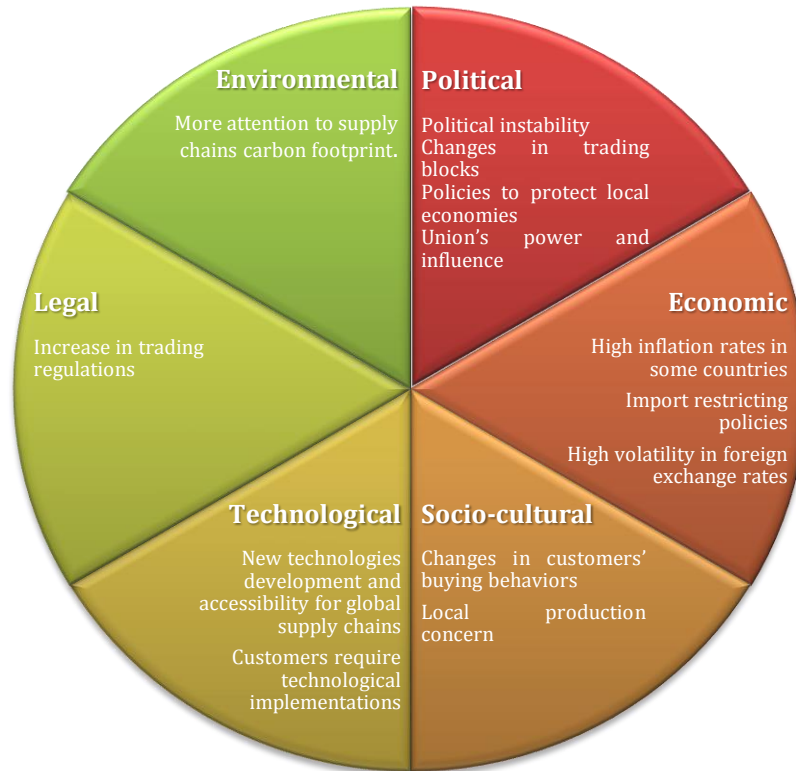 Environmental
More attention to supply
chains carbon footprint.
Political
Political instability
Changes in trading
blocks
Policies to protect local
economies
Union's power and
influence
Economic
High inflation rates in
some countries
Import restricting
policies
High volatility in foreign
exchange rates
Socio-cultural
Changes in customers'
buying behaviors
Local production
concern
Technological
New technologies
development and
accessibility for global
supply chains
Customers require
technological
implementations
Legal
Increase in trading
regulations